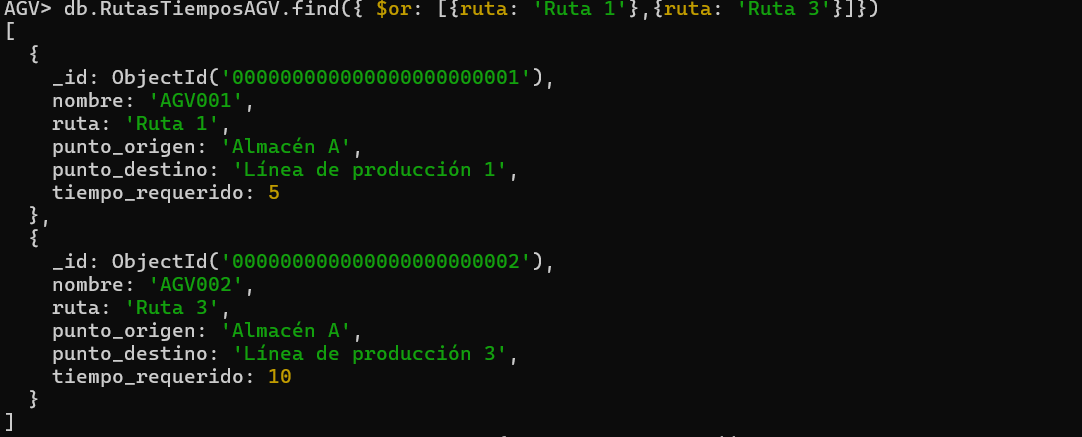 AGV> db.RutasTiemposAGV.find({ $or: [{ruta: 'Ruta 1'},{ruta: 'Ruta 3'}]})
[
  {
    _id: ObjectId('000000000000000000000001'),
    nombre: 'AGV001',
    ruta: 'Ruta 1',
    punto_origen: 'Almacén A',
    punto_destino: 'Línea de producción 1',
    tiempo_requerido: 5
  },
  {
    _id: ObjectId('000000000000000000000002'),
    nombre: 'AGV002',
    ruta: 'Ruta 3',
    punto_origen: 'Almacén A',
    punto_destino: 'Línea de producción 3',
    tiempo_requerido: 10
  }
]